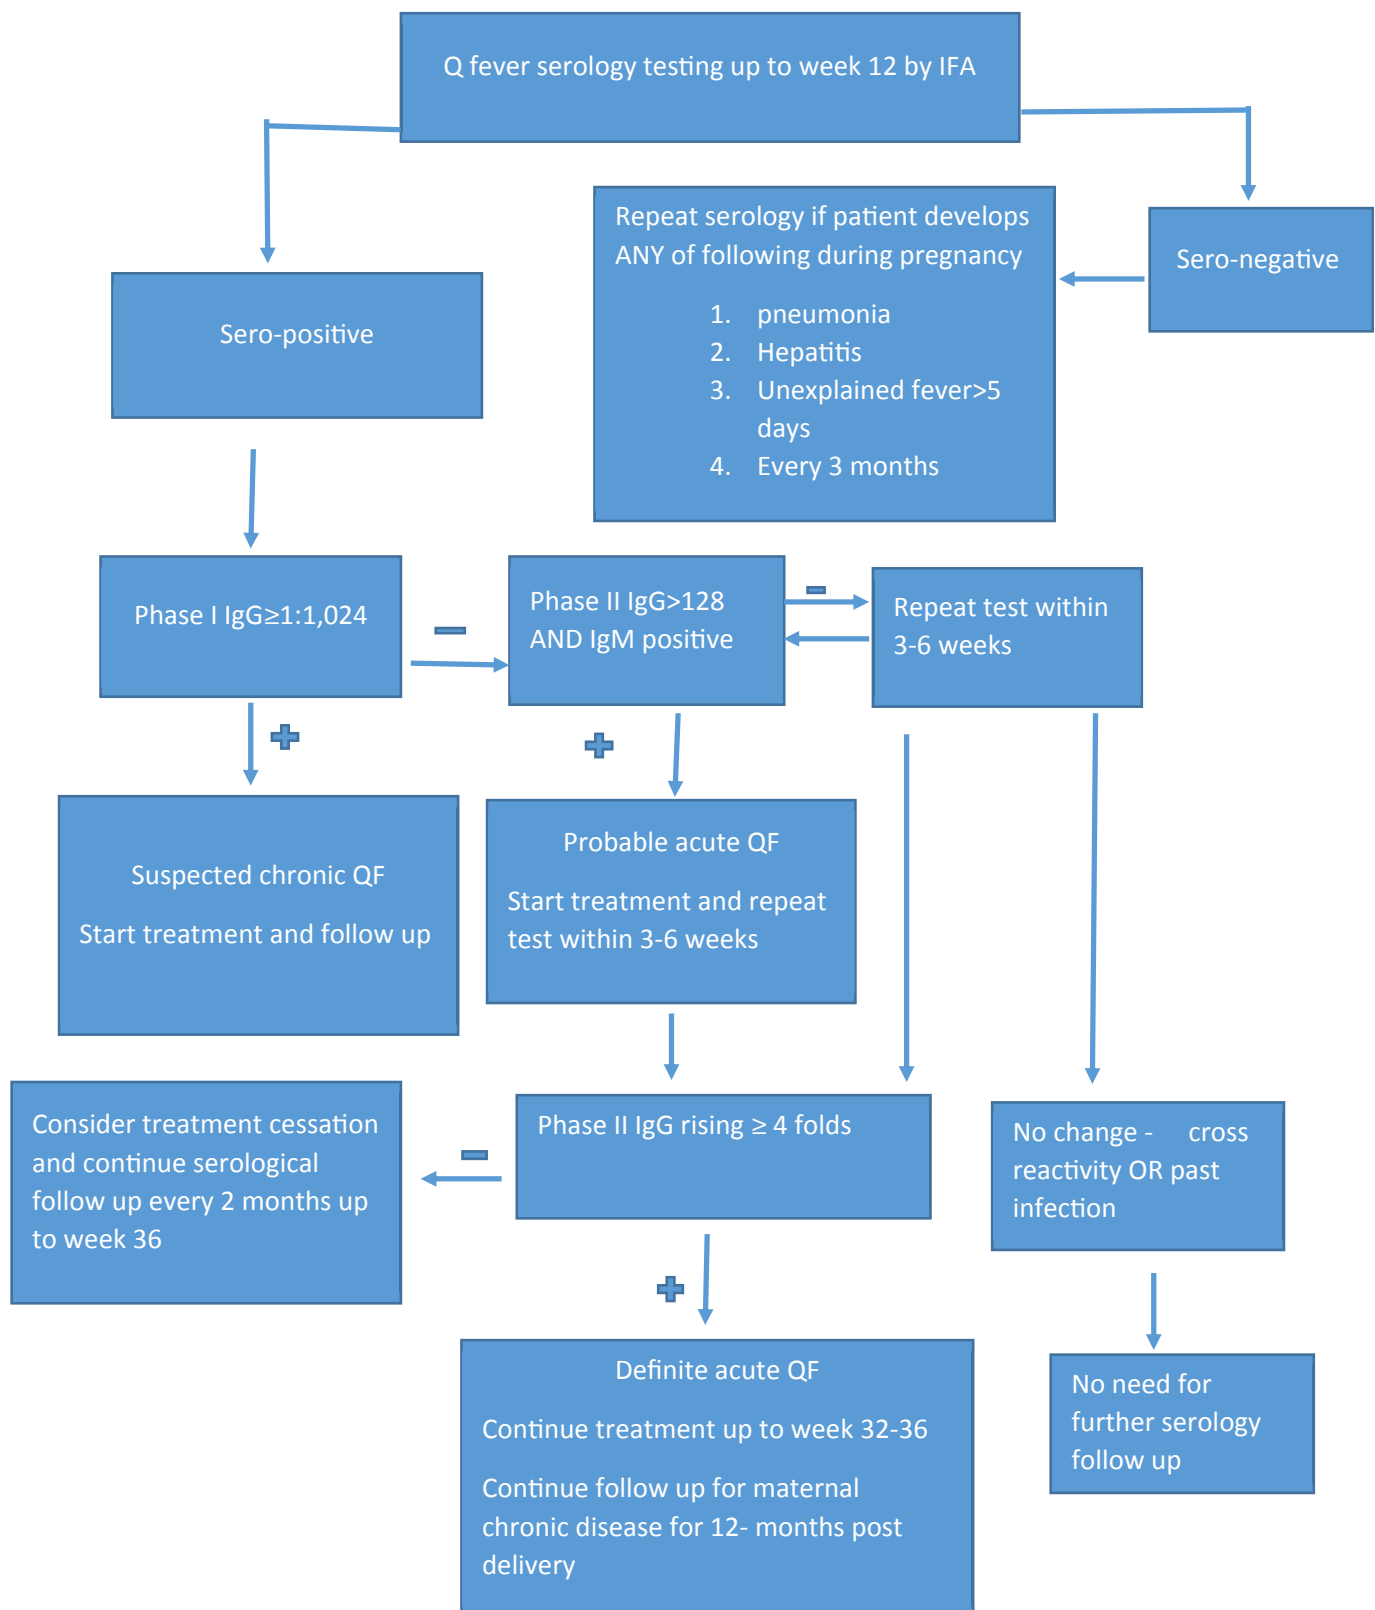 Q fever serology testing up to week 12 by IFA
Repeat serology if patient develops
ANY of following during pregnancy
1. pneumonia
2. Hepatitis
3. Unexplained fever>5
days
4. Every 3 months
Sero-negative
Sero-positive
Phase I IgG≥1:1,024
Phase II IgG>128
AND IgM positive
Repeat test within
3-6 weeks
Suspected chronic QF
Start treatment and follow up
Probable acute QF
Start treatment and repeat
test within 3-6 weeks
Consider treatment cessation
and continue serological
follow up every 2 months up
to week 36
Phase II IgG rising ≥ 4 folds
No change - cross
reactivity OR past
infection
Definite acute QF
Continue treatment up to week 32-36
Continue follow up for maternal
chronic disease for 12- months post
delivery
No need for
further serology
follow up